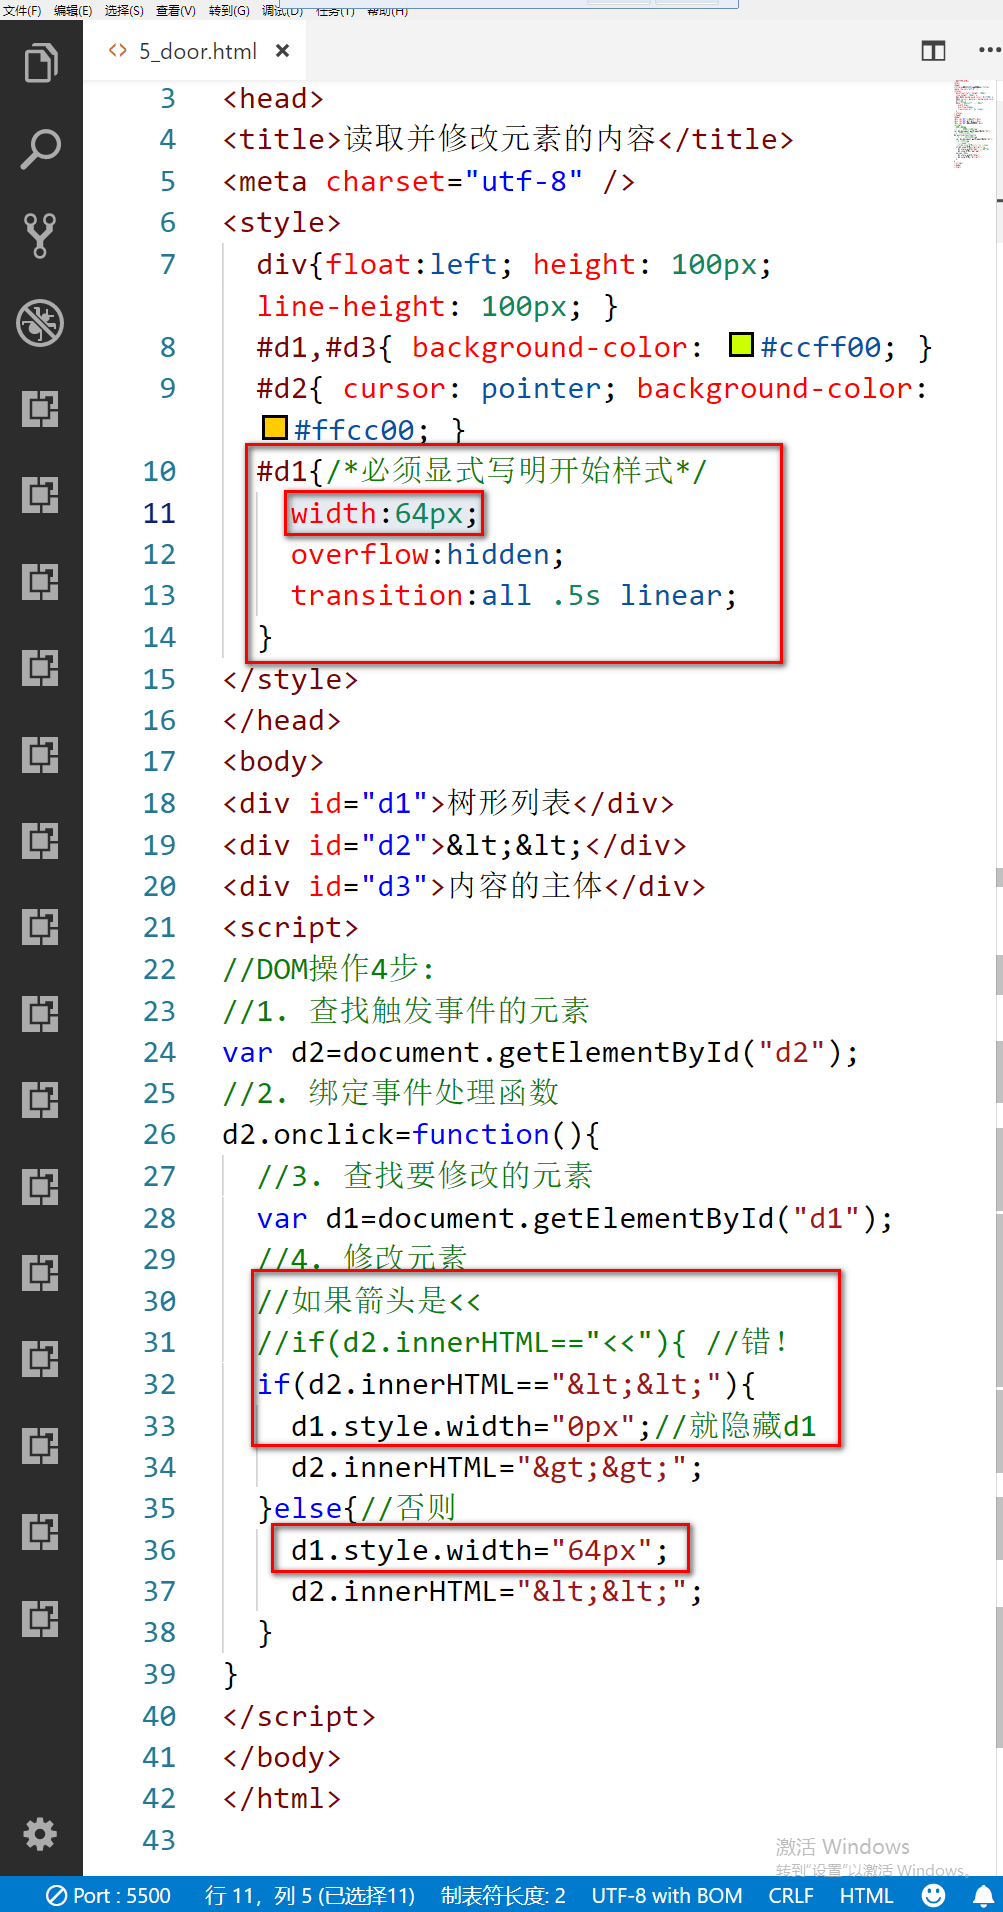 文件(F) 编辑(E) 选择(S) 查看(V) 转到(G) 调试(D) 任务(T) 帮助(H)
<> 5_door.html ×
3 <head>
4 <title>读取并修改元素的内容</title>
5 <meta charset="utf-8" />
6 <style>
7 div{float:left; height: 100px;
line-height: 100px; }
8 #d1,#d3{ background-color: #ccff00; }
9 #d2{ cursor: pointer; background-color:
#ffcc00; }
10 #d1{/*必须显式写明开始样式*/
11 width:64px;
12 overflow:hidden;
13 transition:all .5s linear;
14 }
15 </style>
16 </head>
17 <body>
18 <div id="d1">树形列表</div>
19 <div id="d2">&lt;&lt;</div>
20 <div id="d3">内容的主体</div>
21 <script>
22 //DOM操作4步:
23 //1. 查找触发事件的元素
24 var d2=document.getElementById("d2");
25 //2. 绑定事件处理函数
26 d2.onclick=function(){
27 //3. 查找要修改的元素
28 var d1=document.getElementById("d1");
29 //4. 修改元素
30 //如果箭头是<<
31 //if(d2.innerHTML=="<<"){ //错!
32 if(d2.innerHTML=="&lt;&lt;"){
33 d1.style.width="0px";//就隐藏d1
34 d2.innerHTML="&gt;&gt;";
35 }else{//否则
36 d1.style.width="64px";
37 d2.innerHTML="&lt;&lt;";
38 }
39 }
40 </script>
41 </body>
42 </html>
43
激活 Windows
转到"设置"以激活 Windows。
Port : 5500 行 11，列 5 (已选择11) 制表符长度: 2 UTF-8 with BOM CRLF HTML